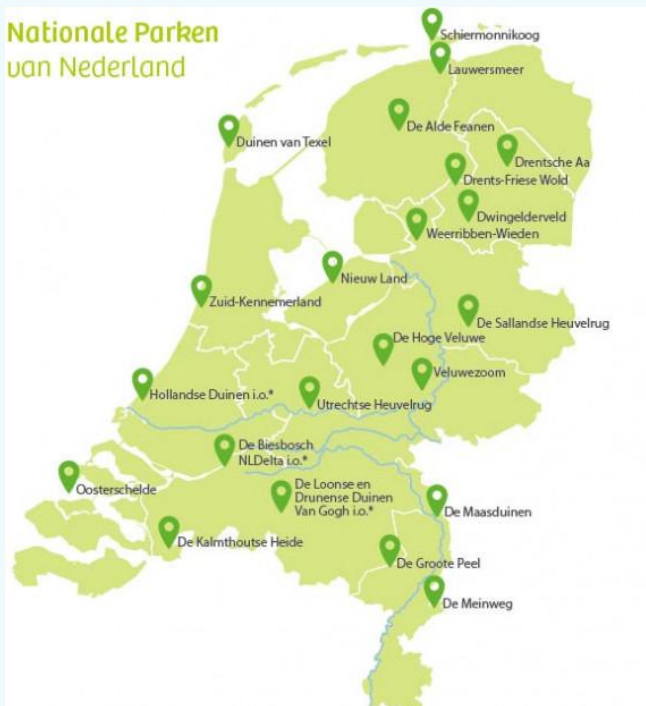 Nationale Parken
van Nederland
Schiermonnikoog
Lauwersmeer
De Alde Feanen
Duinen van Texel
Drentsche Aa
Drents-Friese Wold
Dwingelderveld
Weerribben-Wieden
Nieuw Land
Zuid-Kennemerland
De Sallandse Heuvelrug
De Hoge Veluwe
Veluwezoom
Hollandse Duinen i.o.*
Utrechtse Heuvelrug
De Biesbosch
NLDelta i.o.*
Oosterschelde
De Loonse en
Drunense Duinen
Van Gogh i.o.*
De Maasduinen
De Kalmthoutse Heide
De Groote Peel
De Meinweg